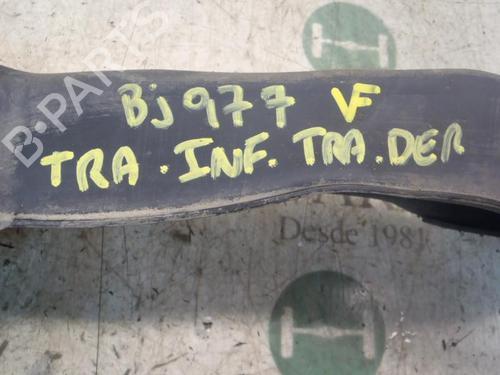 BJ977 VF
TRA.INF.TRA.DER
Desde 1981
B-PARTS